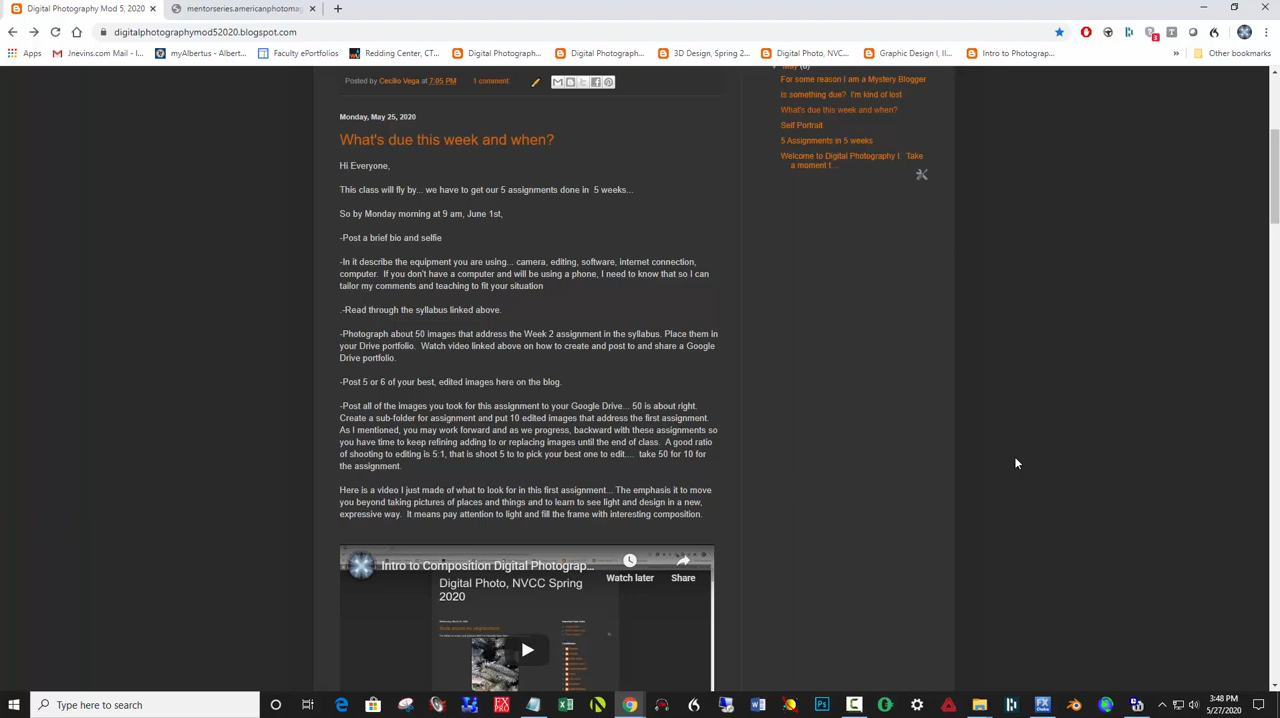 Digital Photography Mod 5, 2020
mentorseries.americanphotomag
digitalphotographymod52020.blogspot.com
Apps
Jnevins.com Mail - I...
myAlbertus - Albert...
Faculty ePortfolios
Redding Center, CT...
Digital Photograph...
Digital Photograph...
3D Design, Spring 2...
Digital Photo, NVC...
Graphic Design I, II...
Intro to Photograp...
Other bookmarks
Posted by Cecilio Vega at 7:05 PM 1 comment:
For some reason I am a Mystery Blogger
is something due? I'm kind of lost
What's due this week and when?
Self Portrait
5 Assignments in 5 weeks
Welcome to Digital Photography I. Take
a moment t...
Monday, May 25, 2020
What's due this week and when?
Hi Everyone,
This class will fly by... we have to get our 5 assignments done in 5 weeks...
So by Monday morning at 9 am, June 1st,
-Post a brief bio and selfie
-In it describe the equipment you are using... camera, editing, software, internet connection,
computer. If you don't have a computer and will be using a phone, I need to know that so I can
tailor my comments and teaching to fit your situation
.-Read through the syllabus linked above.
-Photograph about 50 images that address the Week 2 assignment in the syllabus. Place them in
your Drive portfolio. Watch video linked above on how to create and post to and share a Google
Drive portfolio.
-Post 5 or 6 of your best, edited images here on the blog.
-Post all of the images you took for this assignment to your Google Drive... 50 is about right.
Create a sub-folder for assignment and put 10 edited images that address the first assignment.
As I mentioned, you may work forward and as we progress, backward with these assignments so
you have time to keep refining adding to or replacing images until the end of class. A good ratio
of shooting to editing is 5:1, that is shoot 5 to to pick your best one to edit.... take 50 for 10 for
the assignment.
Here is a video I just made of what to look for in this first assignment... The emphasis it to move
you beyond taking pictures of places and things and to learn to see light and design in a new,
expressive way. It means pay attention to light and fill the frame with interesting composition.
Intro to Composition Digital Photograp...
Watch later
Share
Digital Photo, NVCC Spring
2020
Type here to search
3:48 PM
5/27/2020